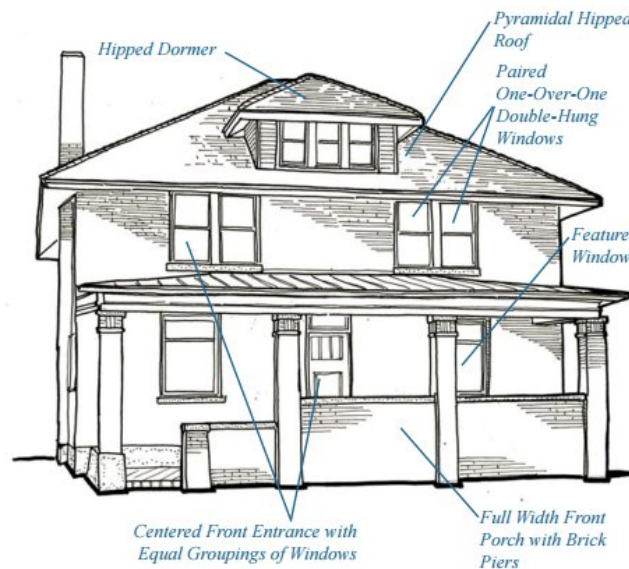 Hipped Dormer
Pyramidal Hipped
Roof
Paired
One-Over-One
Double-Hung
Windows
Feature
Window
Centered Front Entrance with
Equal Groupings of Windows
Full Width Front
Porch with Brick
Piers